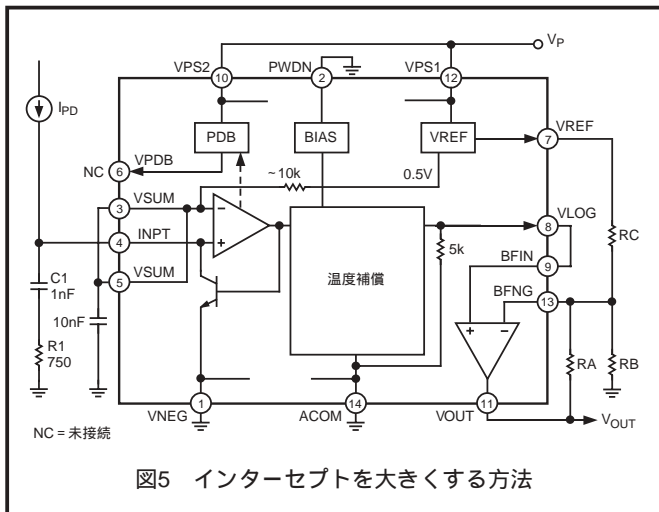 VP
VPS2
PWDN
VPS1
10
2
12
IPD
PDB
BIAS
VREF
7
VREF
NC
6
VPDB
~10k
0.5V
3
VSUM
−
4
INPT
+
5
VSUM
温度補償
5k
8
VLOG
9
BFIN
13
BFNG
+
−
RC
RA
RB
C1
1nF
10nF
R1
750
1
14
11
VNEG
ACOM
VOUT
VOUT
NC = 未接続
図5 インターセプトを大きくする方法